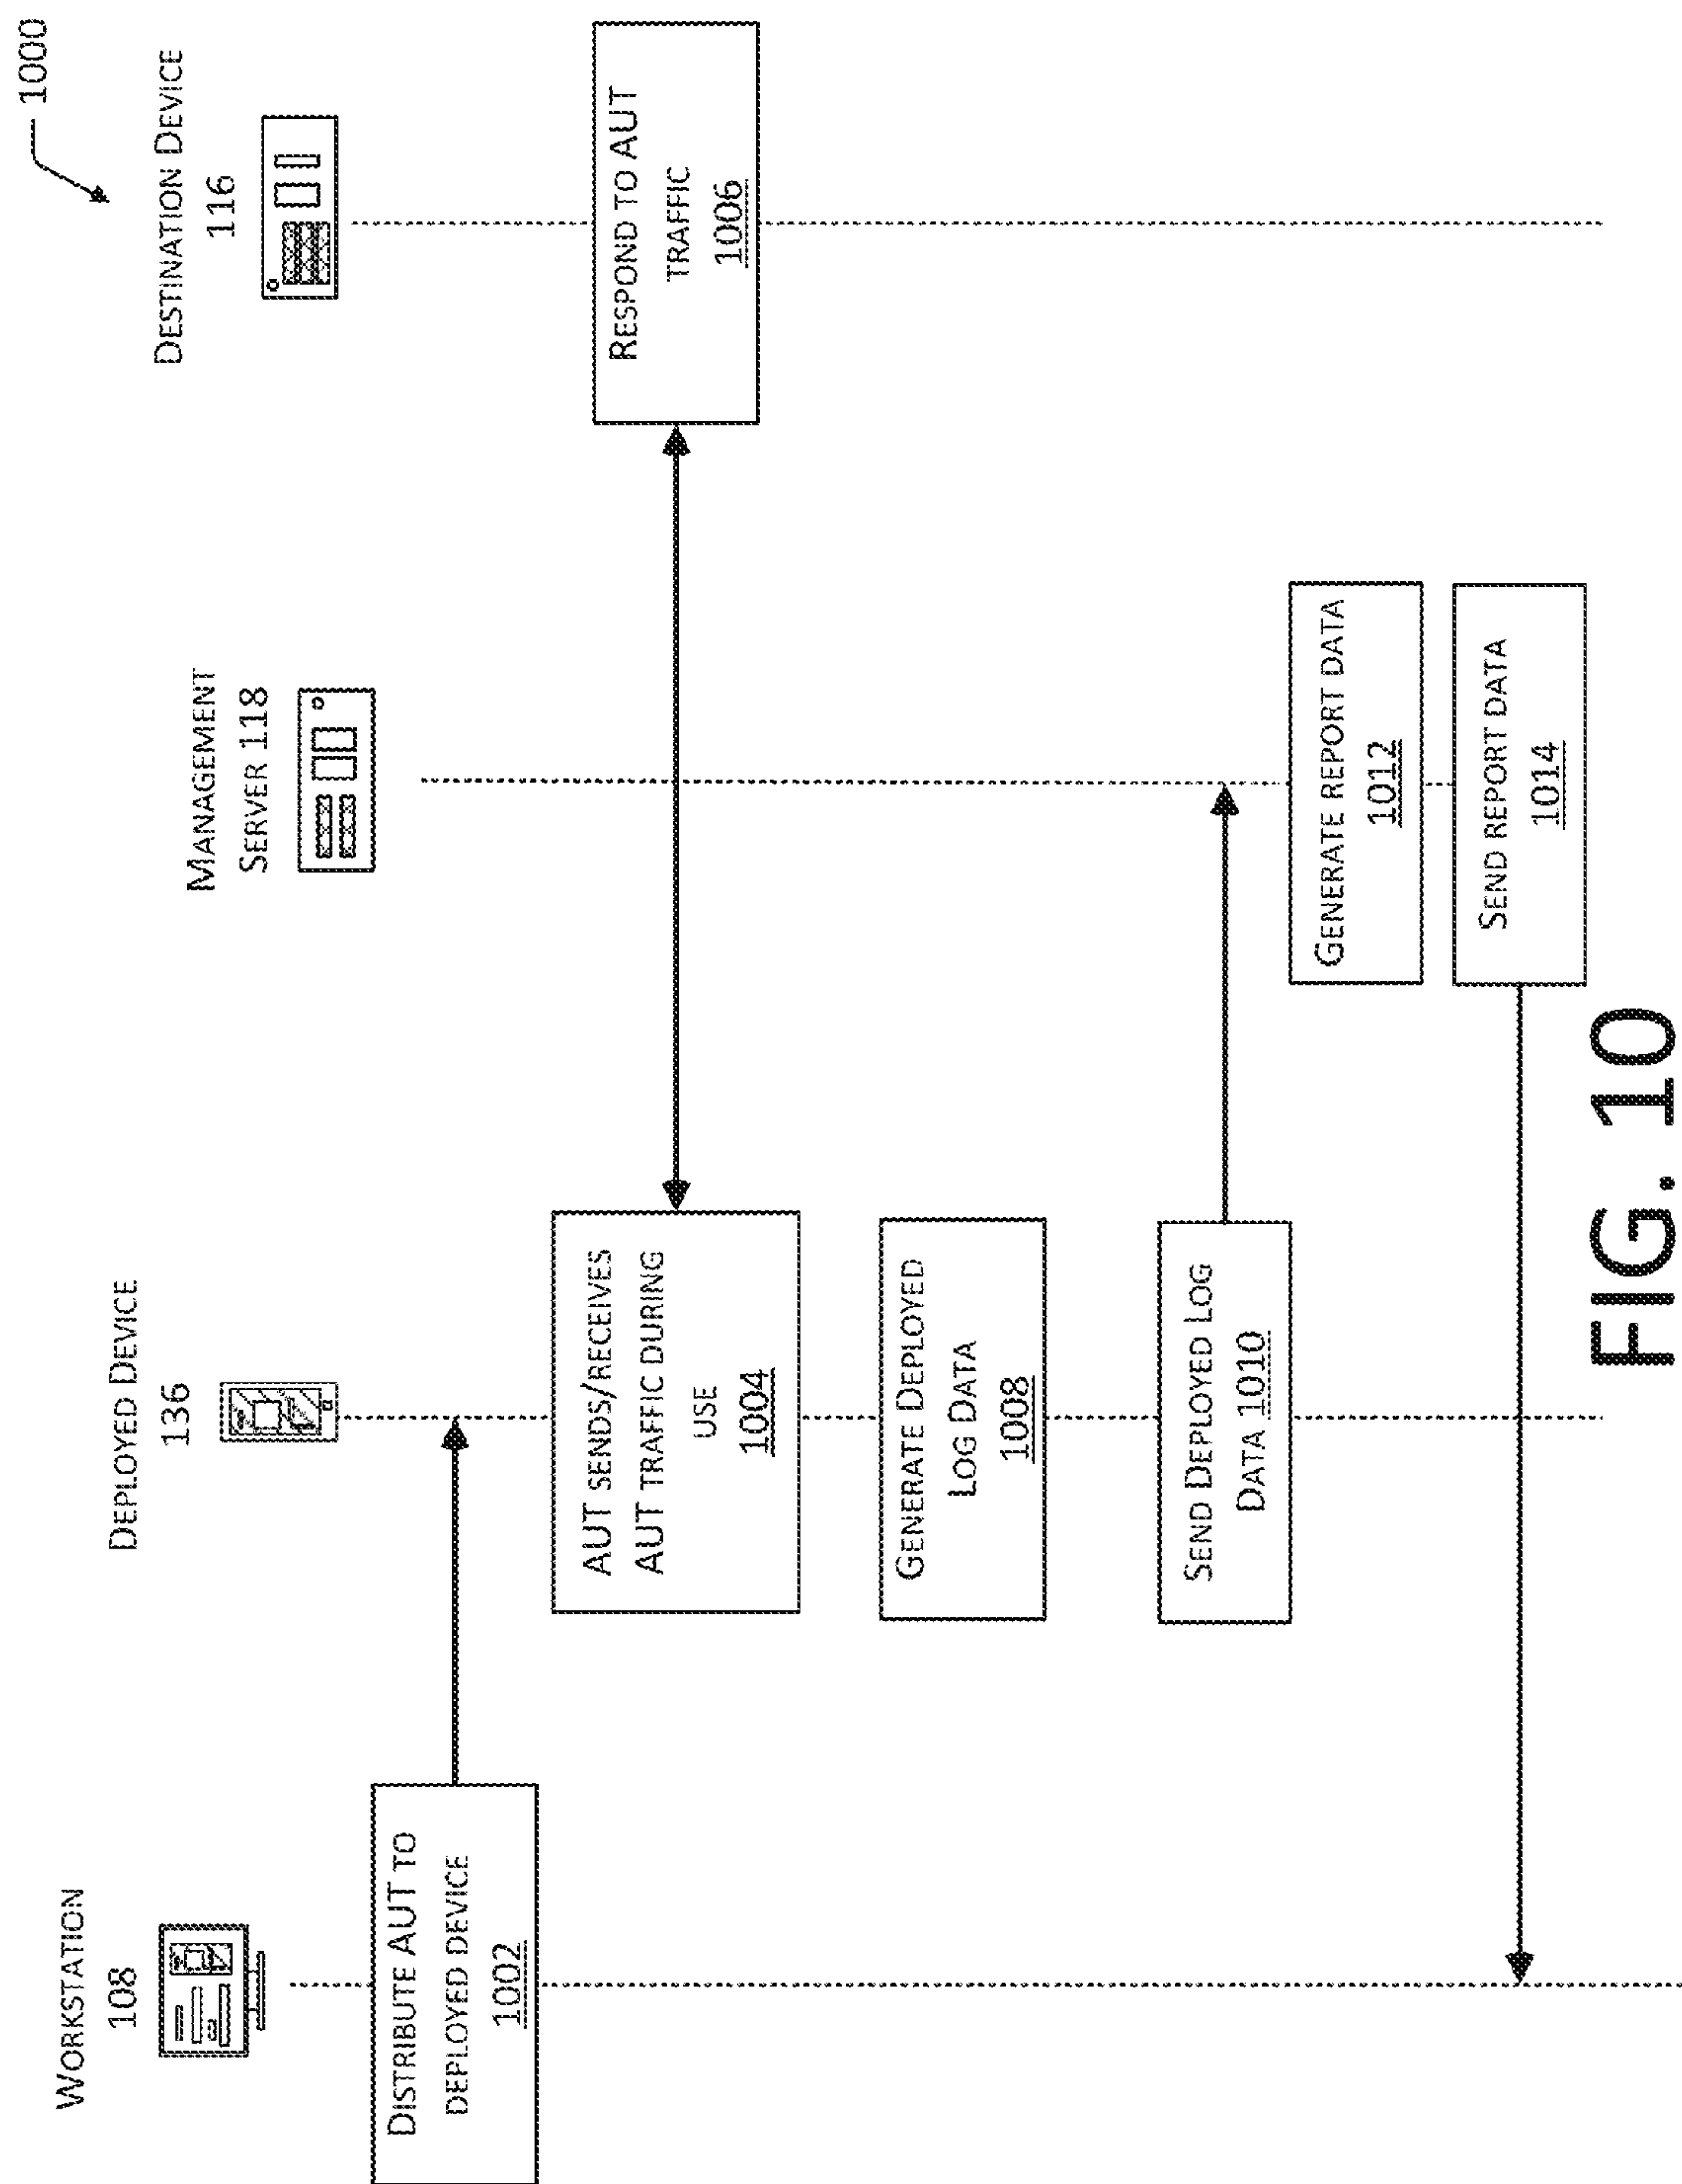 1000
WORKSTATION
108
DEPLOYED DEVICE
136
MANAGEMENT
SERVER 118
DESTINATION DEVICE
116
DISTRIBUTE AUT TO
DEPLOYED DEVICE
1002
AUT SENDS/RECEIVES
AUT TRAFFIC DURING
USE
1004
RESPOND TO AUT
TRAFFIC
1006
GENERATE DEPLOYED
LOG DATA
1008
SEND DEPLOYED LOG
DATA 1010
GENERATE REPORT DATA
1012
SEND REPORT DATA
1014
FIG. 10